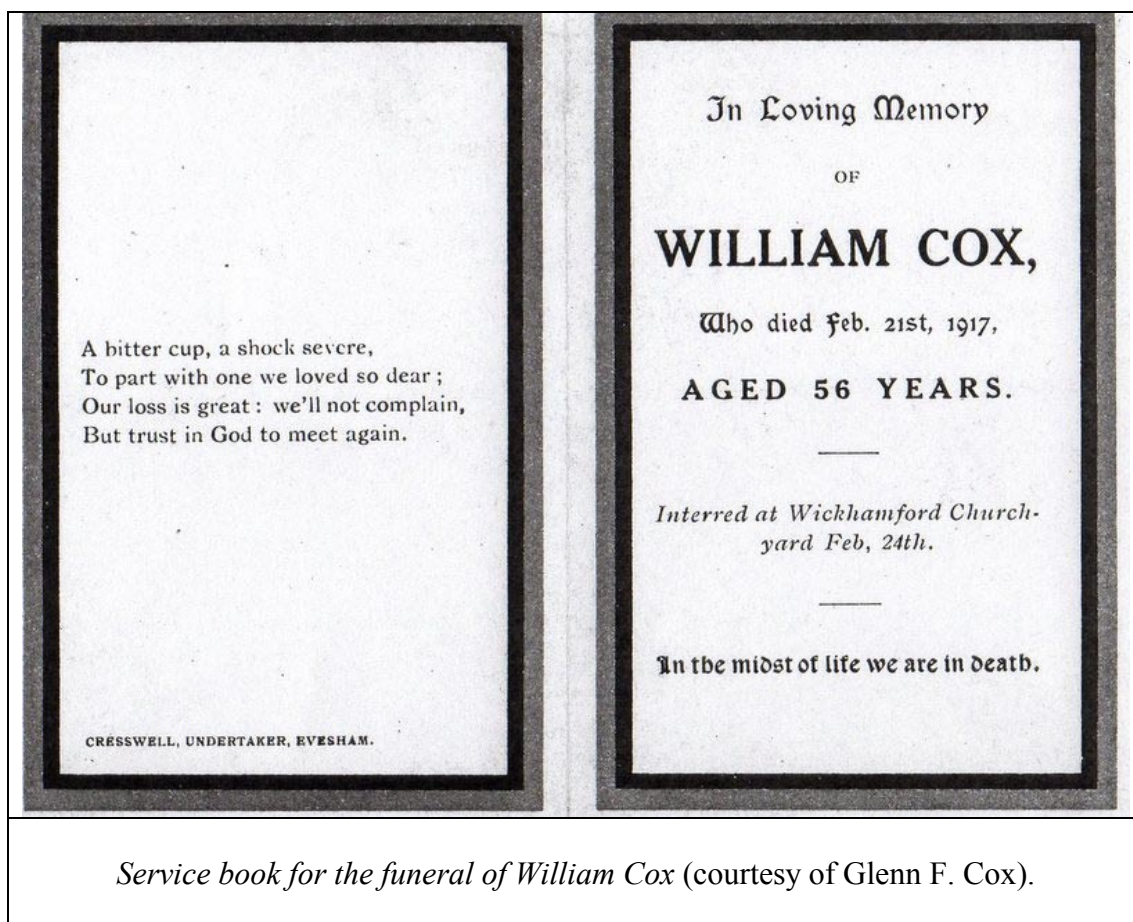 A bitter cup, a shock severe,
To part with one we loved so dear ;
Our loss is great : we'll not complain,
But trust in God to meet again.
CRESSWELL, UNDERTAKER, EVESHAM.
In Loving Memory
OF
WILLIAM COX,
Who died Feb. 21st, 1917,
AGED 56 YEARS.
Interred at Wickhamford Church-
yard Feb, 24th.
In the midst of life we are in death.
Service book for the funeral of William Cox (courtesy of Glenn F. Cox).